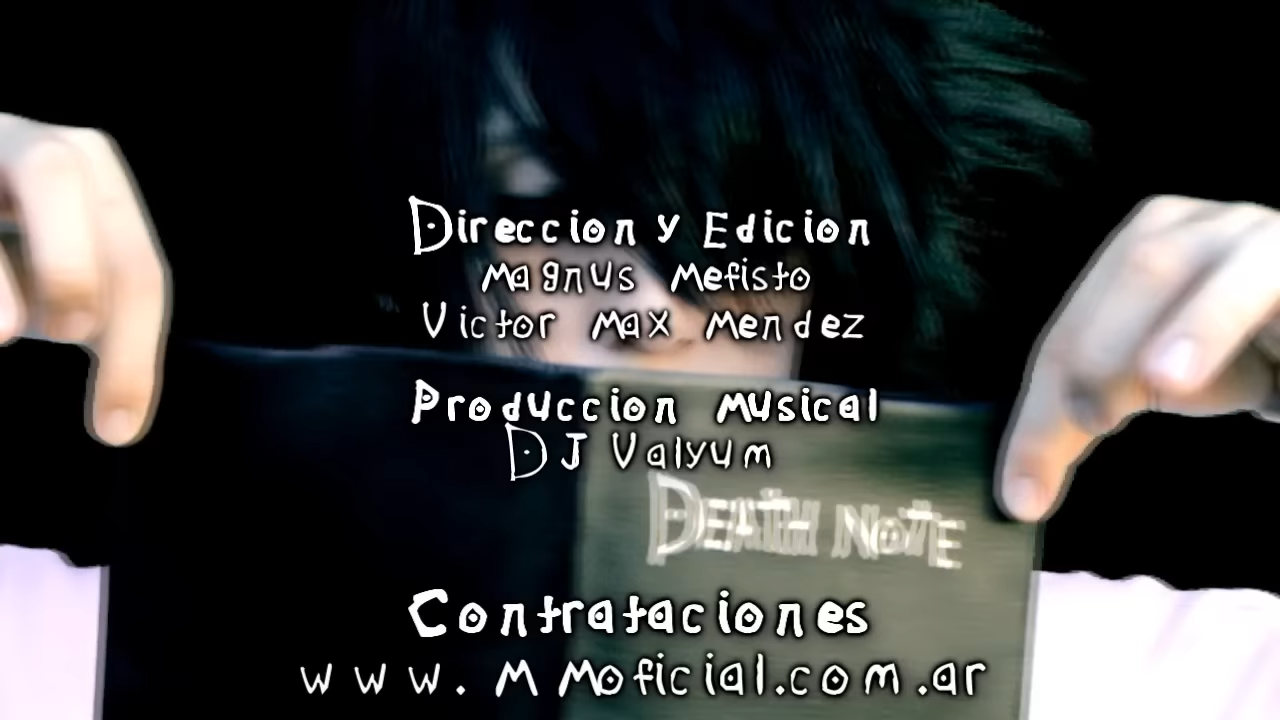 Direccion y Edicion
Magnus Mefisto
Victor Max Mendez
Produccion Musical
DJ Valyum
DEATH NOTE
Contrataciones
www.MMoficial.com.ar